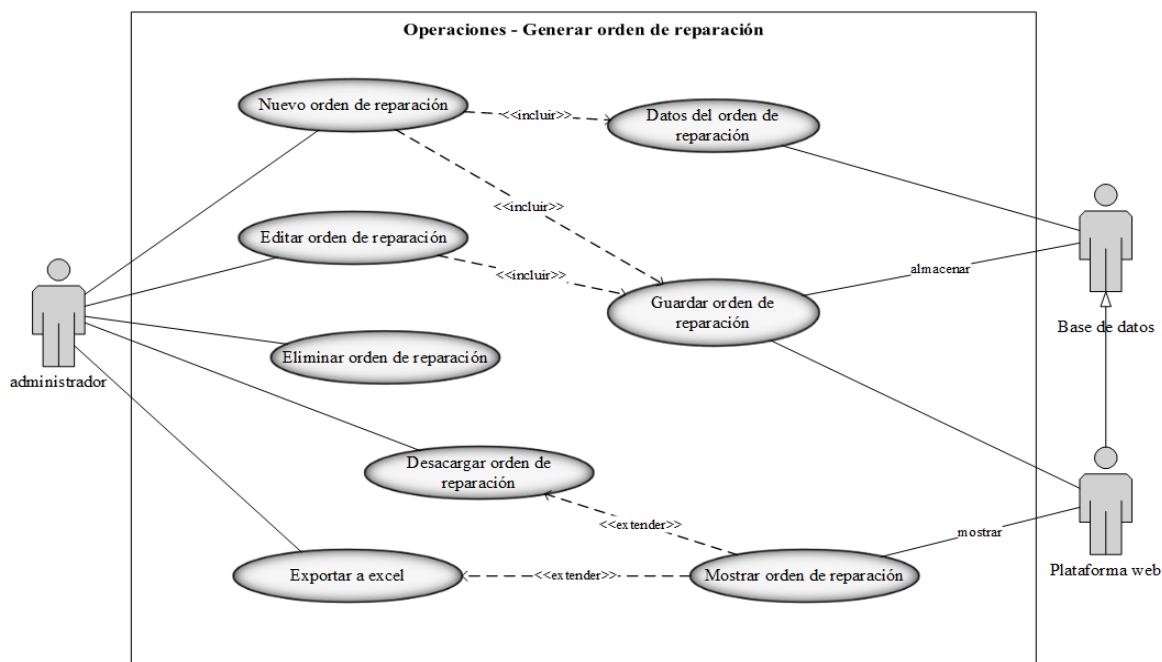 Operaciones - Generar orden de reparación
Nuevo orden de reparación
<<incluir>>
Datos del orden de
reparación
<<incluir>>
Editar orden de reparación
<<incluir>>
almacenar
Guardar orden de
reparación
Base de datos
Eliminar orden de reparación
administrador
Desacargar orden de
reparación
<<extender>>
mostrar
Exportar a excel
<<extender>>
Mostrar orden de reparación
Plataforma web